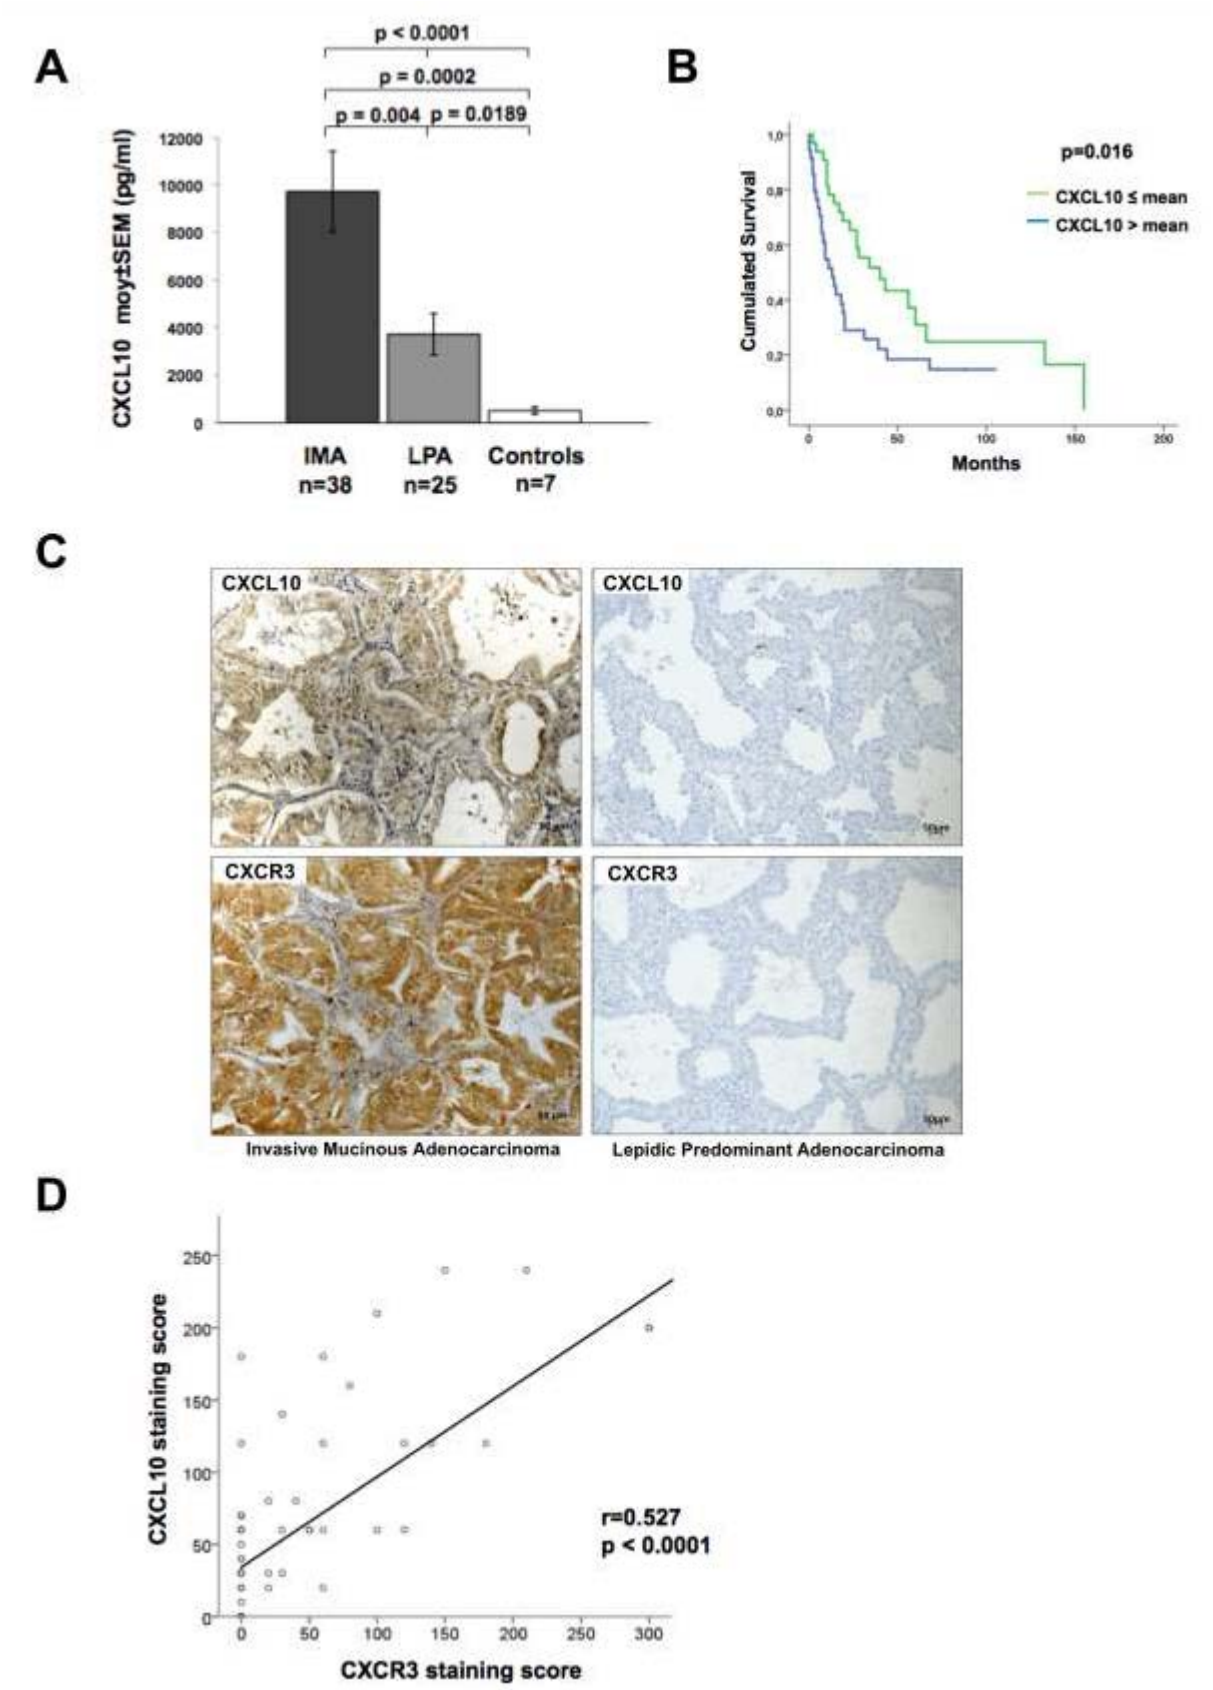 A
p < 0.0001
p = 0.0002
p = 0.004 p = 0.0189
CXCL10 moy±SEM (pg/ml)
12000
10000
8000
6000
4000
2000
0
IMA
n=38
LPA
n=25
Controls
n=7
B
p=0.016
CXCL10 ≤ mean
CXCL10 > mean
Cumulated Survival
1,0
0,8
0,6
0,4
0,2
0,0
0 50 100 150 200
Months
C
CXCL10
CXCL10
CXCR3
CXCR3
Invasive Mucinous Adenocarcinoma
Lepidic Predominant Adenocarcinoma
D
CXCL10 staining score
250
200
150
100
50
0
r=0.527
p < 0.0001
0 50 100 150 200 250 300
CXCR3 staining score